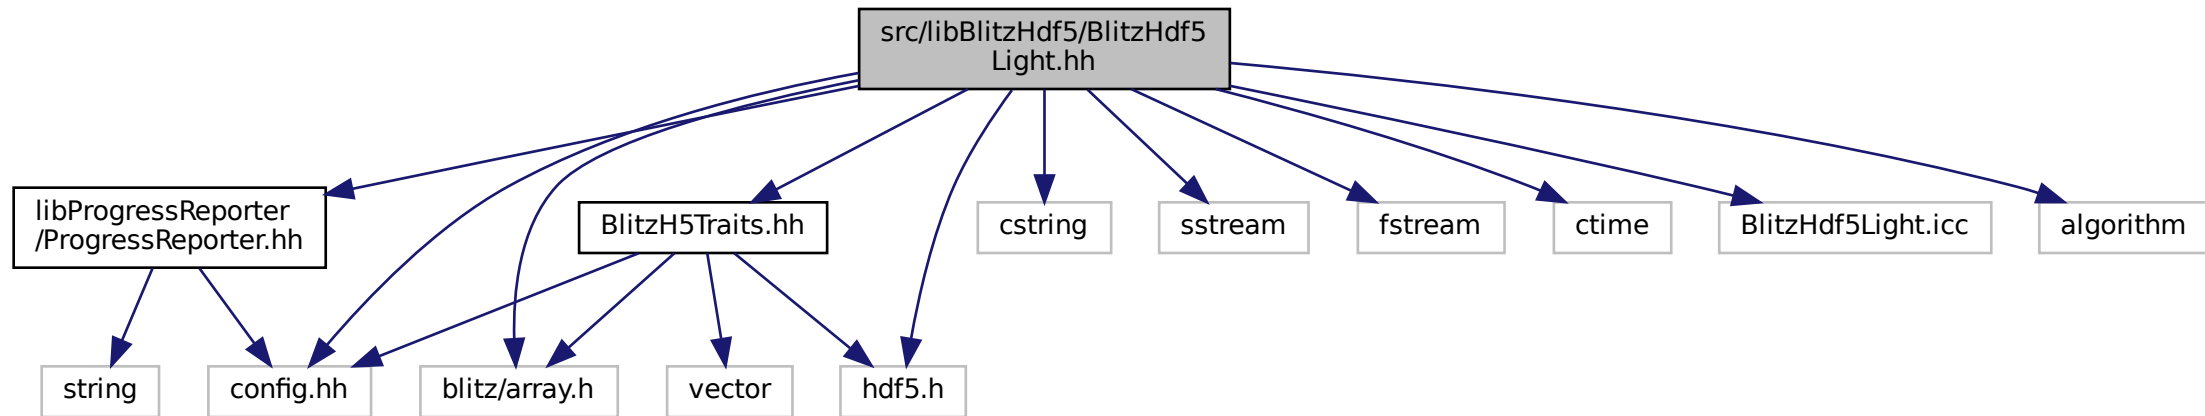 src/libBlitzHdf5/BlitzHdf5
Light.hh
libProgressReporter
/ProgressReporter.hh
BlitzH5Traits.hh
cstring
sstream
fstream
ctime
BlitzHdf5Light.icc
algorithm
string
config.hh
blitz/array.h
vector
hdf5.h